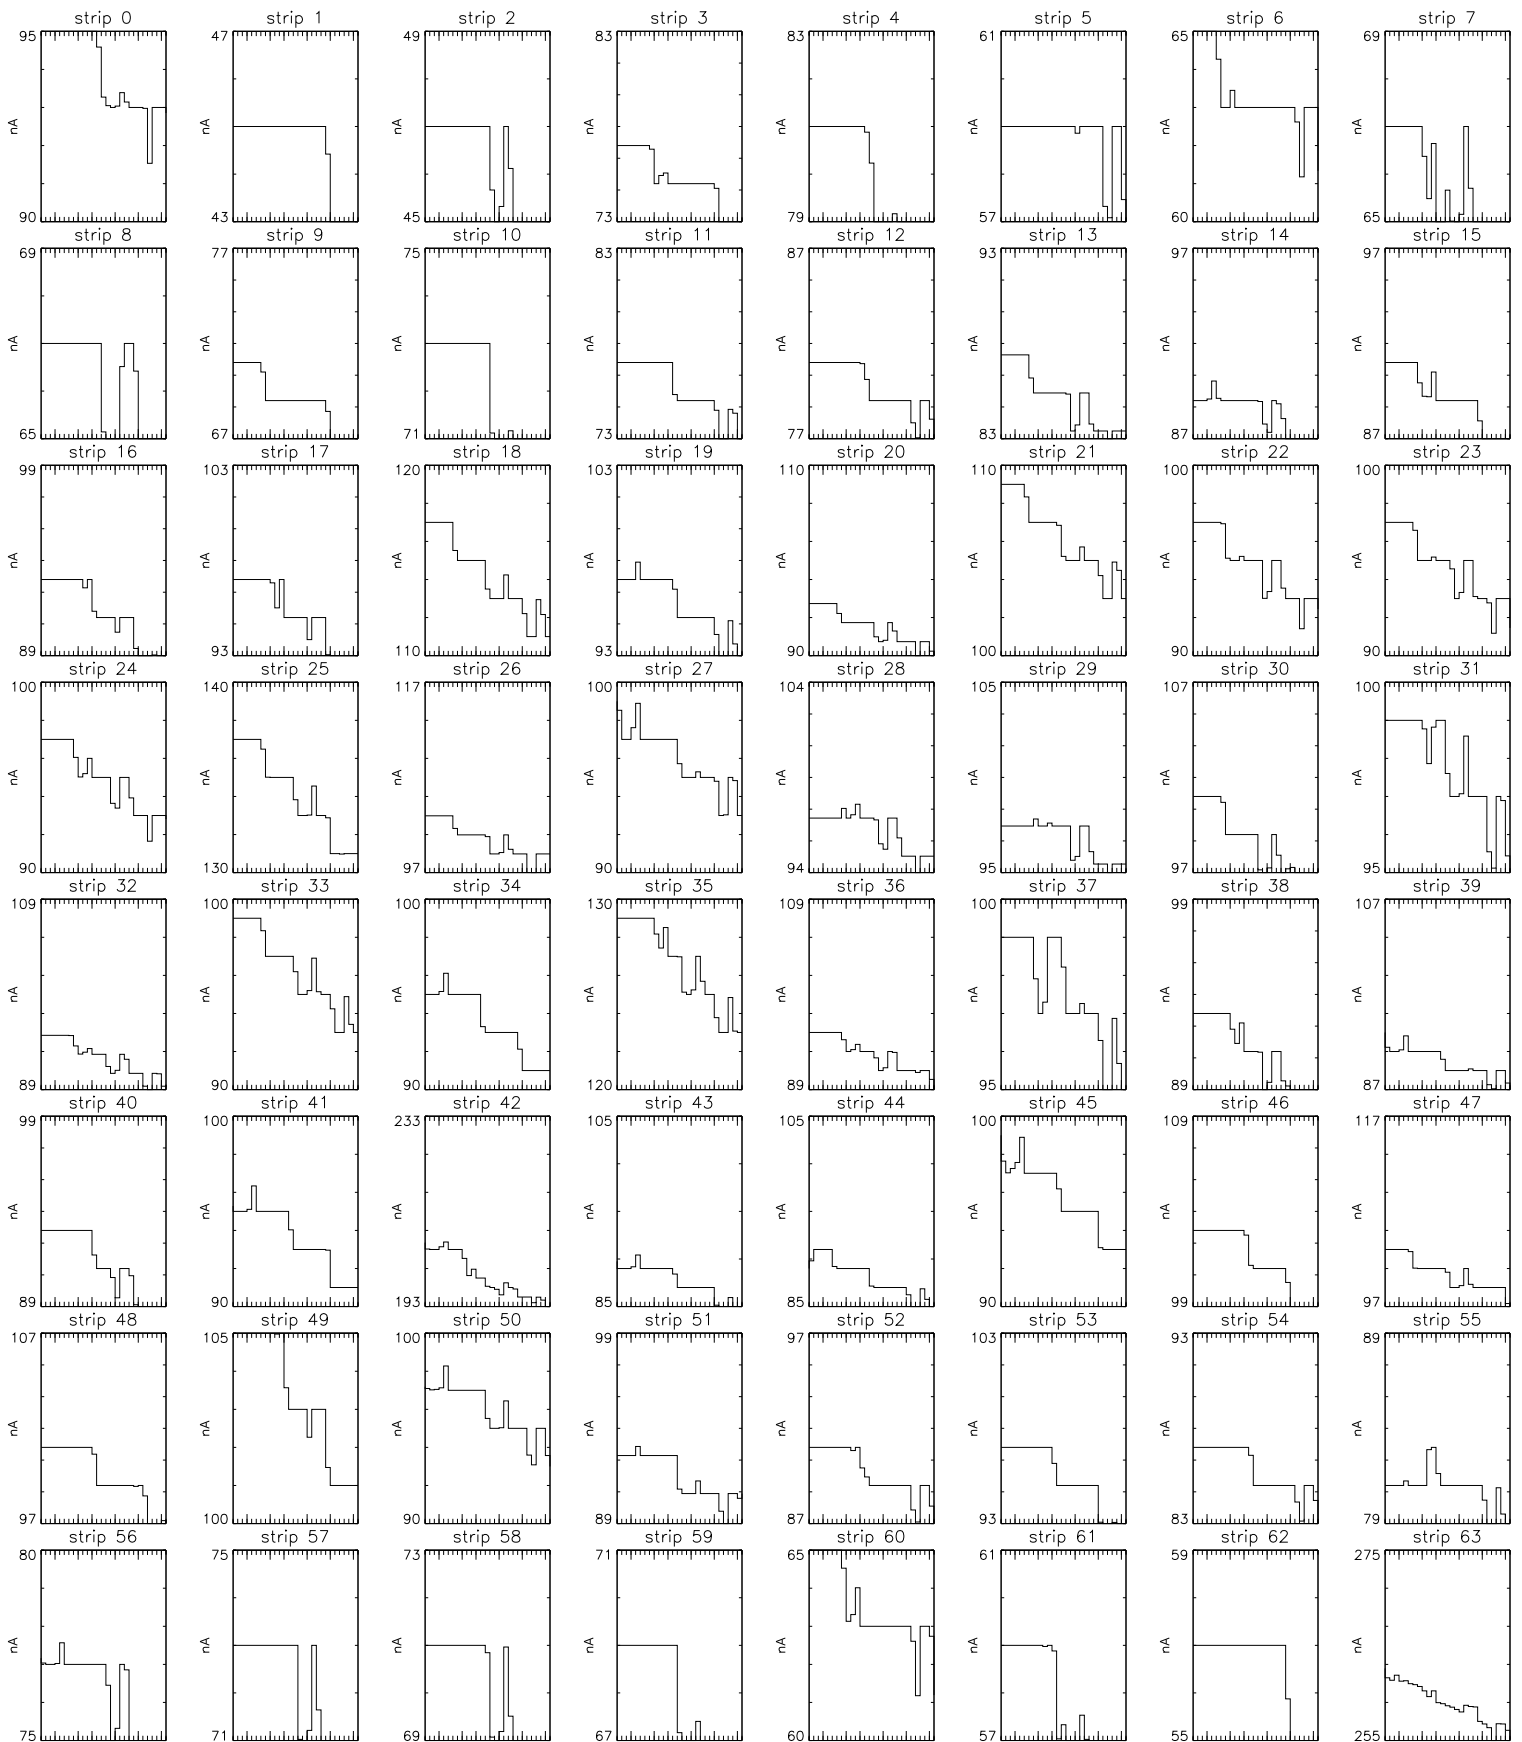 strip 0 strip 1 strip 2 strip 3 strip 4 strip 5 strip 6 strip 7
95 47 49 83 83 61 65 69
nA nA nA nA nA nA nA nA
90 43 45 73 79 57 60 65
strip 8 strip 9 strip 10 strip 11 strip 12 strip 13 strip 14 strip 15
69 77 75 83 87 93 97 97
nA nA nA nA nA nA nA nA
65 67 71 73 77 83 87 87
strip 16 strip 17 strip 18 strip 19 strip 20 strip 21 strip 22 strip 23
99 103 120 103 110 110 100 100
nA nA nA nA nA nA nA nA
89 93 110 93 90 100 90 90
strip 24 strip 25 strip 26 strip 27 strip 28 strip 29 strip 30 strip 31
100 140 117 100 104 105 107 100
nA nA nA nA nA nA nA nA
90 130 97 90 94 95 97 95
strip 32 strip 33 strip 34 strip 35 strip 36 strip 37 strip 38 strip 39
109 100 100 130 109 100 99 107
nA nA nA nA nA nA nA nA
89 90 90 120 89 95 89 87
strip 40 strip 41 strip 42 strip 43 strip 44 strip 45 strip 46 strip 47
99 100 233 105 105 100 109 117
nA nA nA nA nA nA nA nA
89 90 193 85 85 90 99 97
strip 48 strip 49 strip 50 strip 51 strip 52 strip 53 strip 54 strip 55
107 105 100 99 97 103 93 89
nA nA nA nA nA nA nA nA
97 100 90 89 87 93 83 79
strip 56 strip 57 strip 58 strip 59 strip 60 strip 61 strip 62 strip 63
80 75 73 71 65 61 59 275
nA nA nA nA nA nA nA nA
75 71 69 67 60 57 55 255